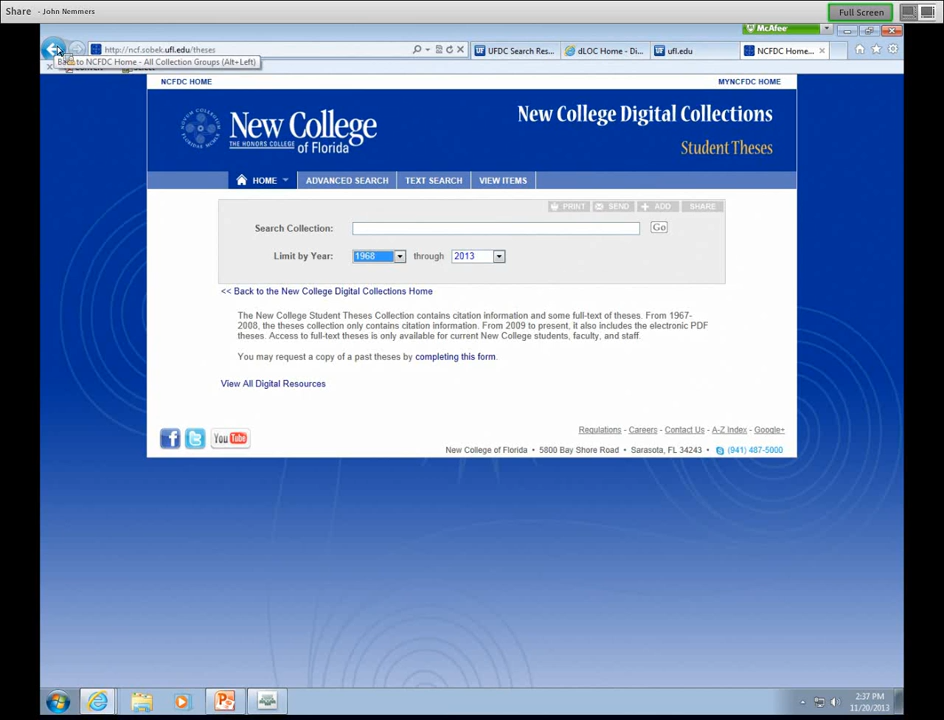 Share - John Nemmers
Full Screen
McAfee
http://ncf.sobek.ufl.edu/theses
UFDC Search Res...
dLOC Home - Di...
ufl.edu
NCFDC Home...
Back to NCFDC Home - All Collection Groups (Alt+Left)
NCFDC HOME
MYNCFDC HOME
New College
THE HONORS COLLEGE
of Florida
New College Digital Collections
Student Theses
HOME
ADVANCED SEARCH
TEXT SEARCH
VIEW ITEMS
PRINT
SEND
ADD
SHARE
Search Collection:
Go
Limit by Year:
1968
through
2013
<< Back to the New College Digital Collections Home
The New College Student Theses Collection contains citation information and some full-text of theses. From 1967-
2008, the theses collection only contains citation information. From 2009 to present, it also includes the electronic PDF
theses. Access to full-text theses is only available for current New College students, faculty, and staff.
You may request a copy of a past theses by completing this form.
View All Digital Resources
You Tube
Regulations - Careers - Contact Us - A-Z Index - Google+
New College of Florida • 5800 Bay Shore Road • Sarasota, FL 34243 • (941) 487-5000
2:37 PM
11/20/2013